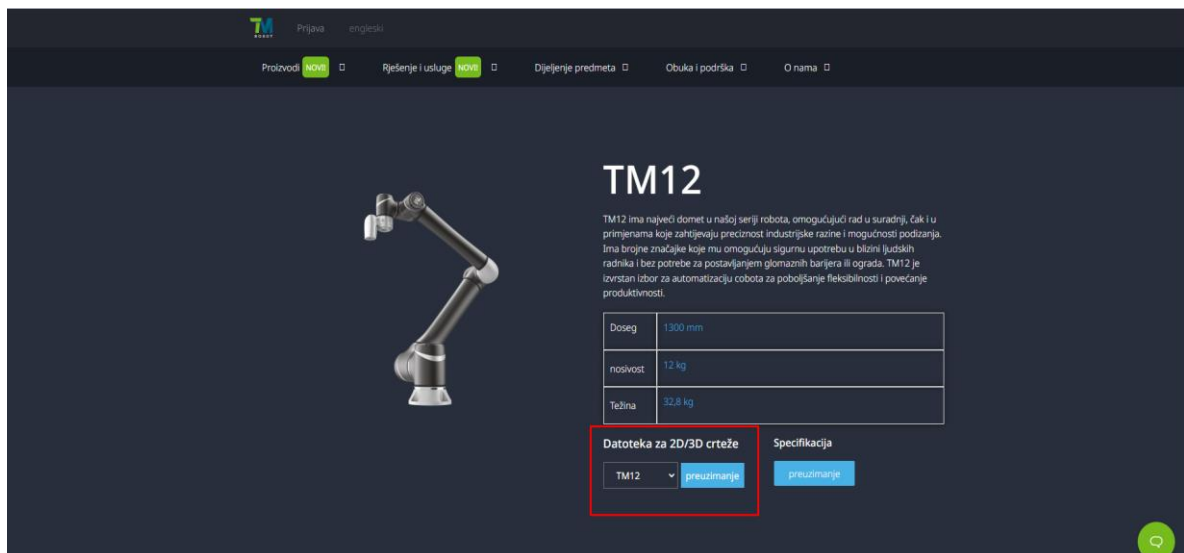 TM
ROBOT
Prijava engleski
Proizvodi NOVI! Rješenje i usluge NOVI! Dijeljenje predmeta Obuka i podrška O nama
TM12
TM12 ima najveći domet u našoj seriji robota, omogućujući rad u suradnji, čak i u
primjenama koje zahtijevaju preciznost industrijske razine i mogućnosti podizanja.
Ima brojne značajke koje mu omogućuju sigurnu upotrebu u blizini ljudskih
radnika i bez potrebe za postavljanjem glomaznih barijera ili ograda. TM12 je
izvrstan izbor za automatizaciju cobota za poboljšanje fleksibilnosti i povećanje
produktivnosti.
Doseg 1300 mm
nosivost 12 kg
Težina 32,8 kg
Datoteka za 2D/3D crteže Specifikacija
TM12 preuzimanje preuzimanje